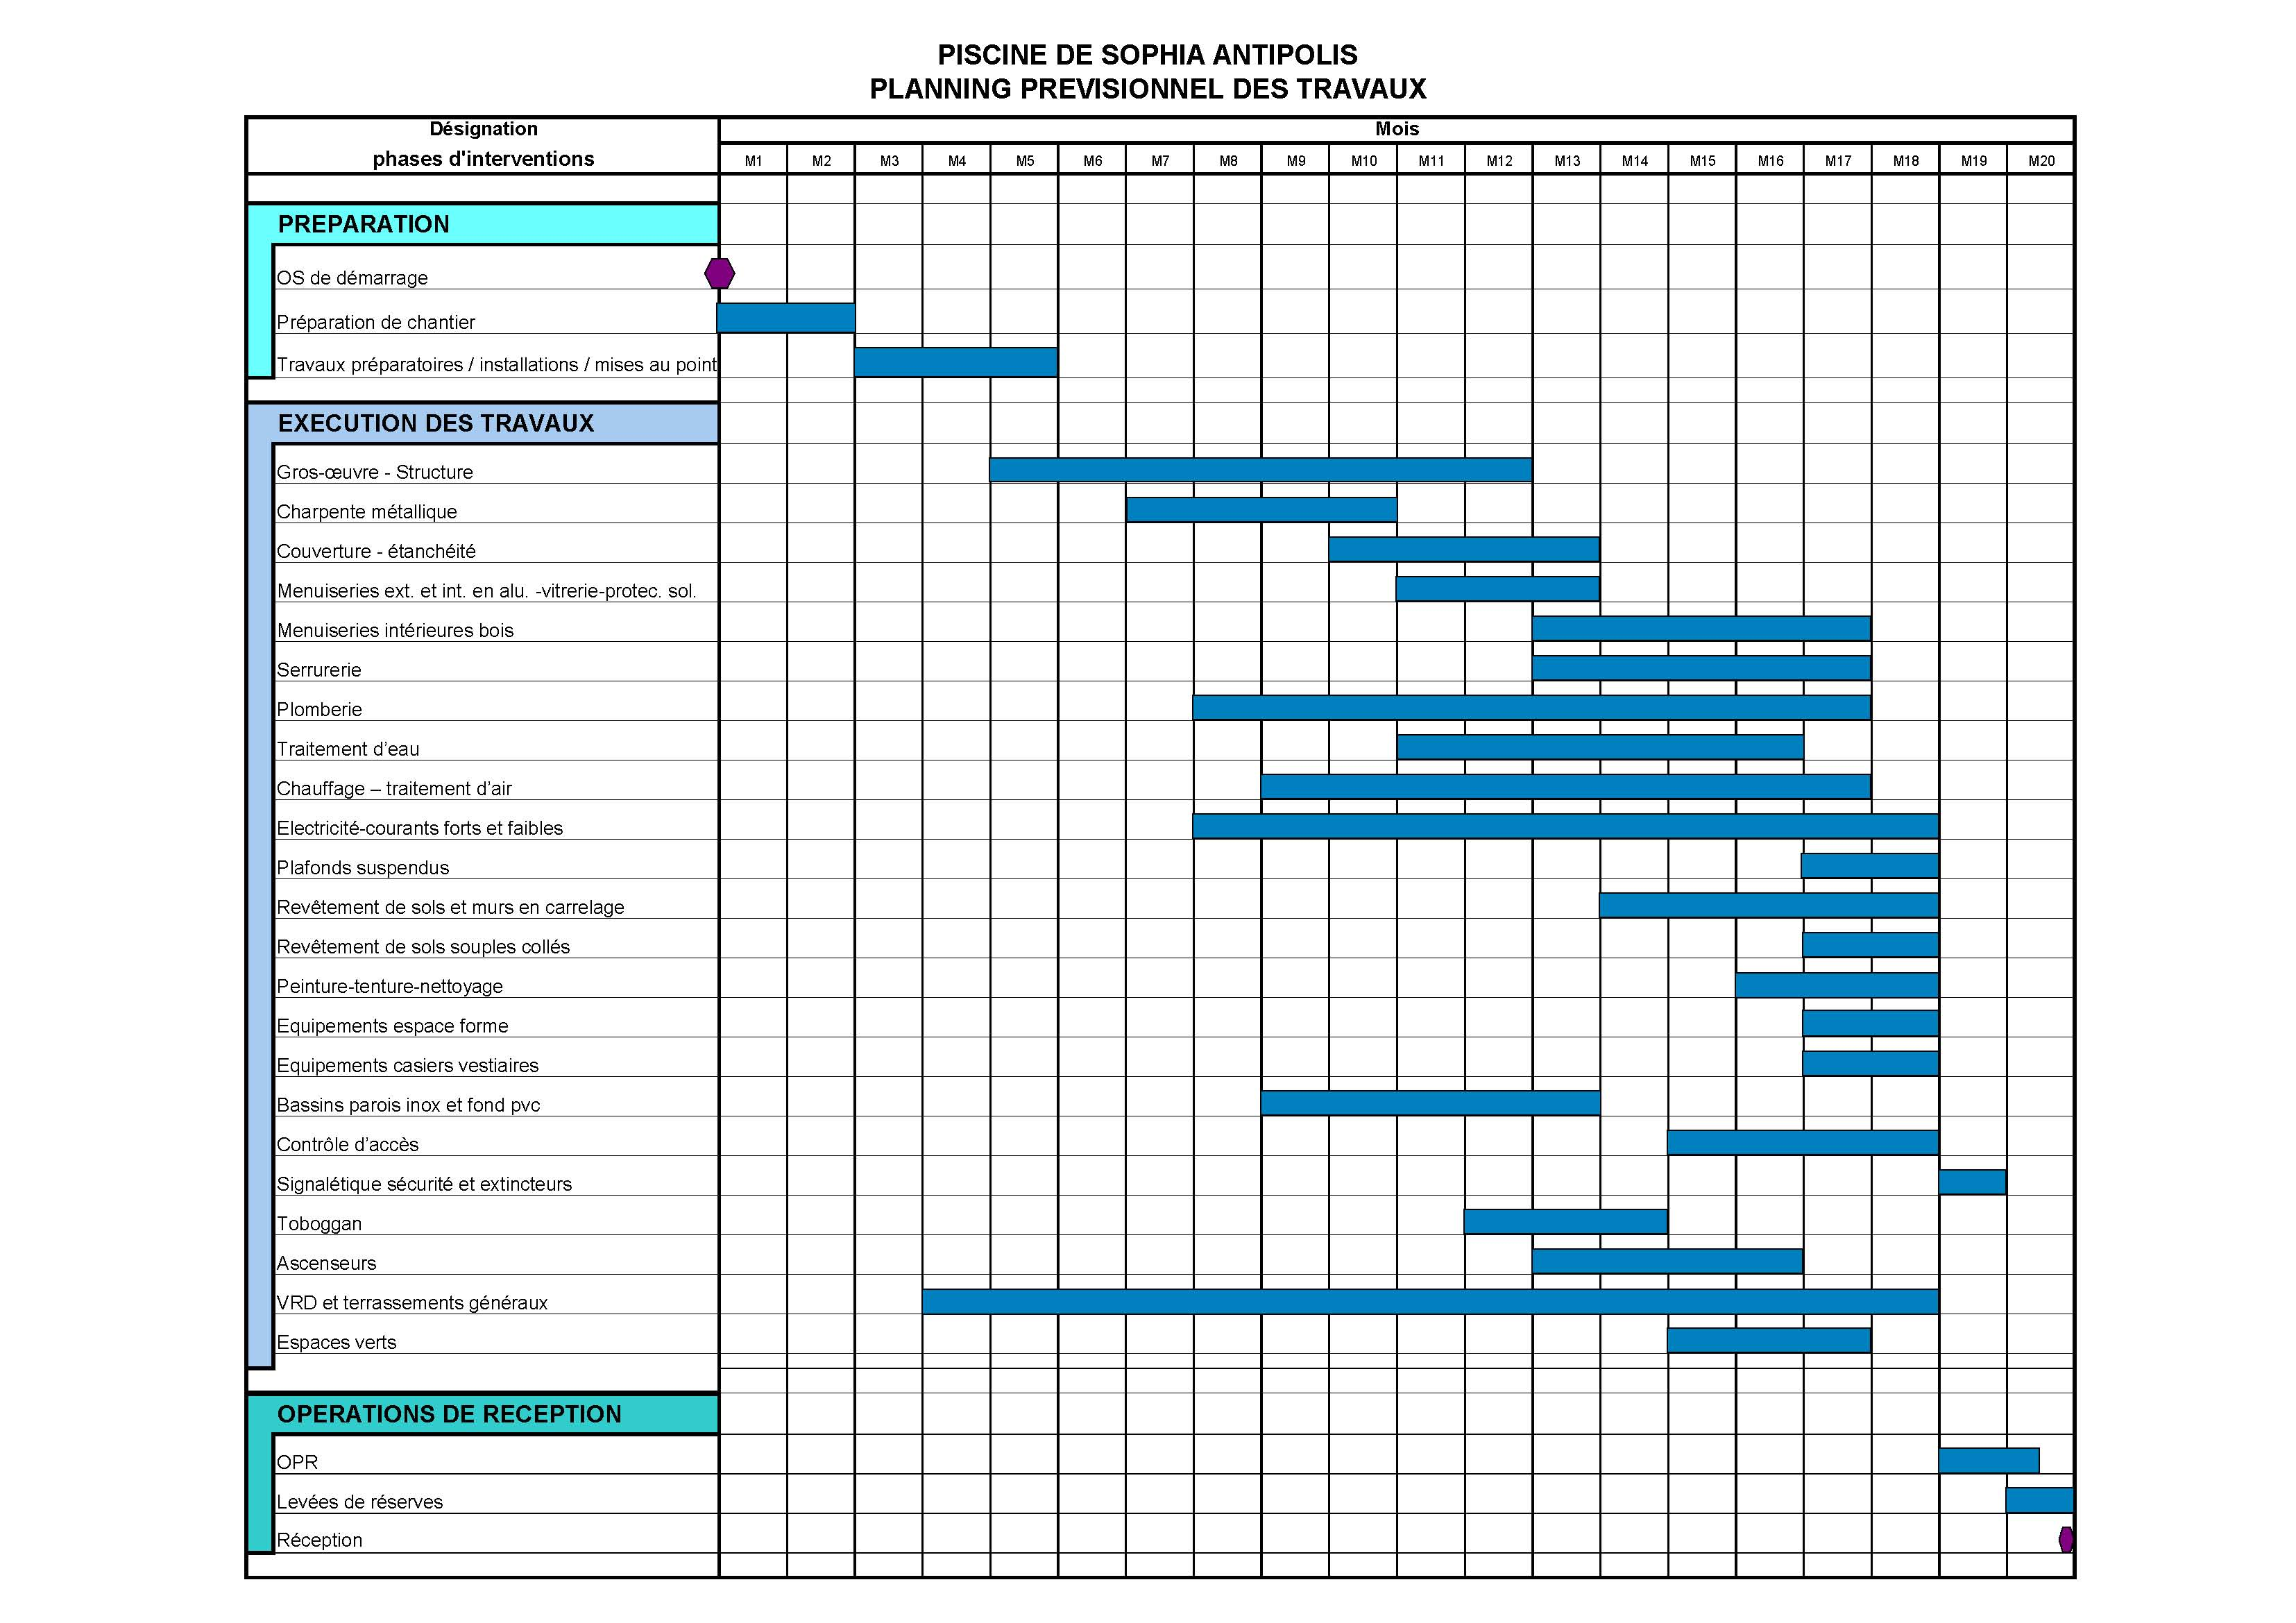 PISCINE DE SOPHIA ANTIPOLIS
PLANNING PREVISIONNEL DES TRAVAUX
Désignation
phases d'interventions
Mois
M1 M2 M3 M4 M5 M6 M7 M8 M9 M10 M11 M12 M13 M14 M15 M16 M17 M18 M19 M20
PREPARATION
OS de démarrage
Préparation de chantier
Travaux préparatoires / installations / mises au point
EXECUTION DES TRAVAUX
Gros-œuvre - Structure
Charpente métallique
Couverture - étanchéité
Menuiseries ext. et int. en alu. -vitrerie-protec. sol.
Menuiseries intérieures bois
Serrurerie
Plomberie
Traitement d’eau
Chauffage – traitement d’air
Electricité-courants forts et faibles
Plafonds suspendus
Revêtement de sols et murs en carrelage
Revêtement de sols souples collés
Peinture-tenture-nettoyage
Equipements espace forme
Equipements casiers vestiaires
Bassins parois inox et fond pvc
Contrôle d’accès
Signalétique sécurité et extincteurs
Toboggan
Ascenseurs
VRD et terrassements généraux
Espaces verts
OPERATIONS DE RECEPTION
OPR
Levées de réserves
Réception